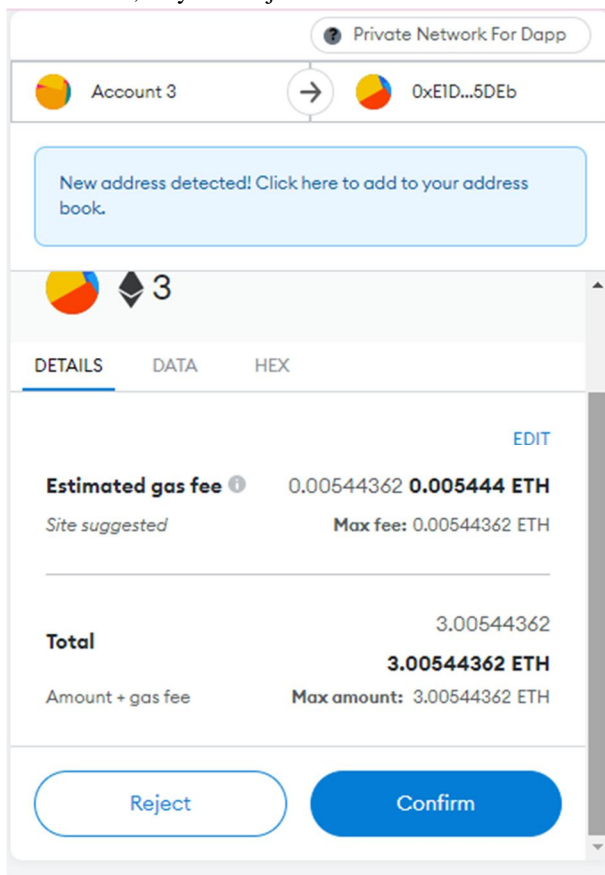 Private Network For Dapp
Account 3
0xE1D...5DEb
New address detected! Click here to add to your address
book.
3
DETAILS DATA HEX
EDIT
Estimated gas fee 0.00544362 0.005444 ETH
Site suggested Max fee: 0.00544362 ETH
3.00544362
Total
3.00544362 ETH
Amount + gas fee Max amount: 3.00544362 ETH
Reject Confirm